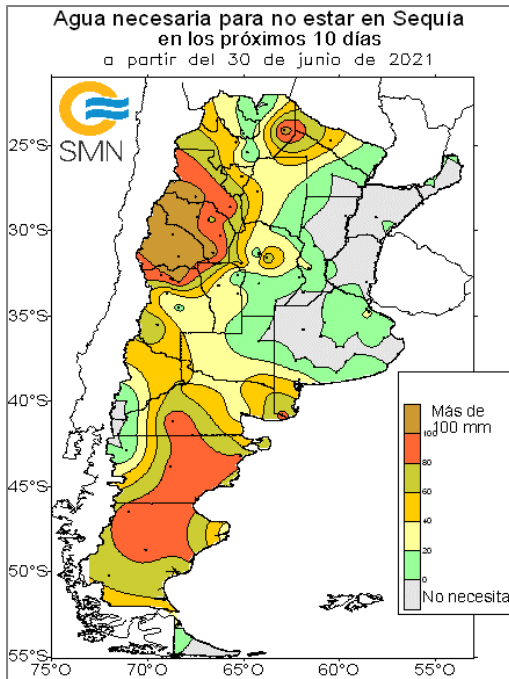 Agua necesaria para no estar en Sequía
en los próximos 10 días
a partir del 30 de junio de 2021
SMN
25°S
30°S
35°S
40°S
45°S
50°S
55°S
75°O
70°O
65°O
60°O
55°O
Más de
100 mm
100
80
60
40
20
0
No necesita